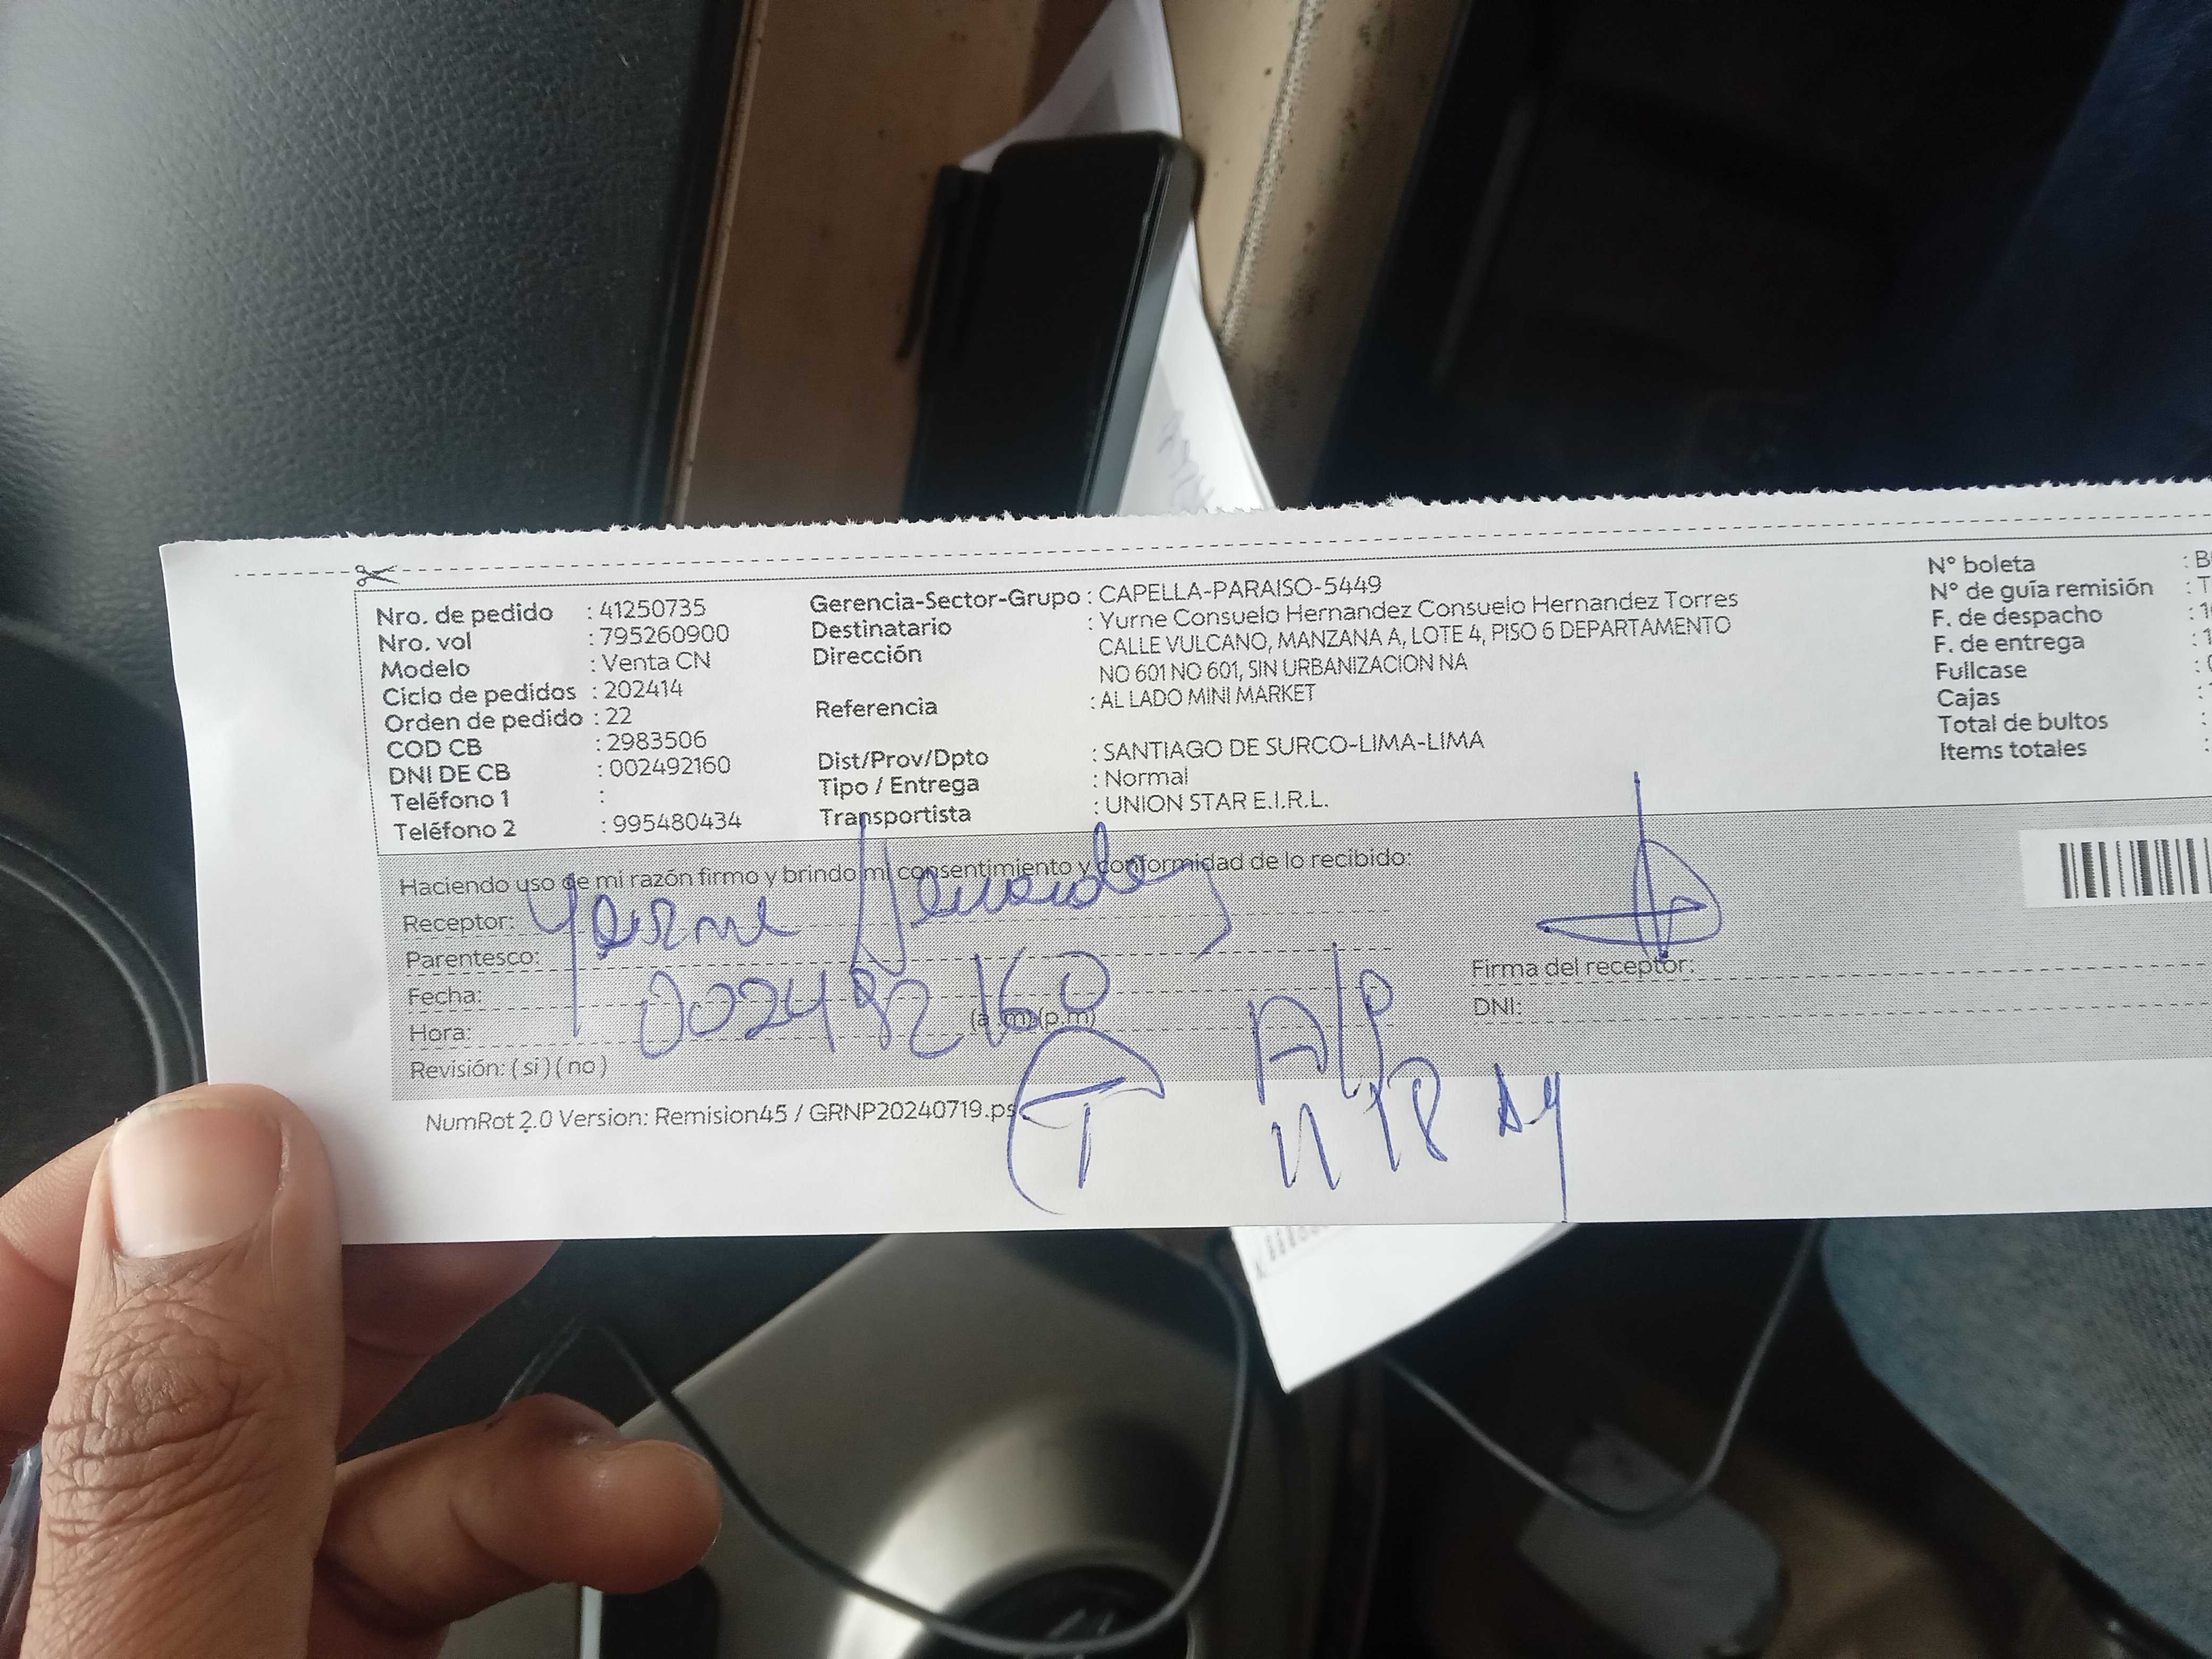 Nro. de pedido : 41250735
Nro. vol : 795260900
Modelo : Venta CN
Ciclo de pedidos : 202414
Orden de pedido : 22
COD CB : 2983506
DNI DE CB : 002492160
Teléfono 1 :
Teléfono 2 : 995480434
Gerencia-Sector-Grupo : CAPELLA-PARAISO-5449
Destinatario : Yurne Consuelo Hernandez Consuelo Hernandez Torres
Dirección CALLE VULCANO, MANZANA A, LOTE 4, PISO 6 DEPARTAMENTO
NO 601 NO 601, SIN URBANIZACION NA
Referencia : AL LADO MINI MARKET
Dist/Prov/Dpto : SANTIAGO DE SURCO-LIMA-LIMA
Tipo / Entrega : Normal
Transportista : UNION STAR E.I.R.L.
N° boleta : B
N° de guía remisión : T
F. de despacho : 1
F. de entrega : 1
Fullcase :
Cajas :
Total de bultos :
Items totales :
Haciendo uso de mi razón firmo y brindo mi consentimiento y conformidad de lo recibido:
Receptor: Yurne Hernandez
Parentesco:
Fecha: 002492160
Hora: (a.m) (p.m)
Revisión: ( si ) ( no )
Firma del receptor:
DNI:
NumRot 2.0 Version: Remision45 / GRNP20240719.ps